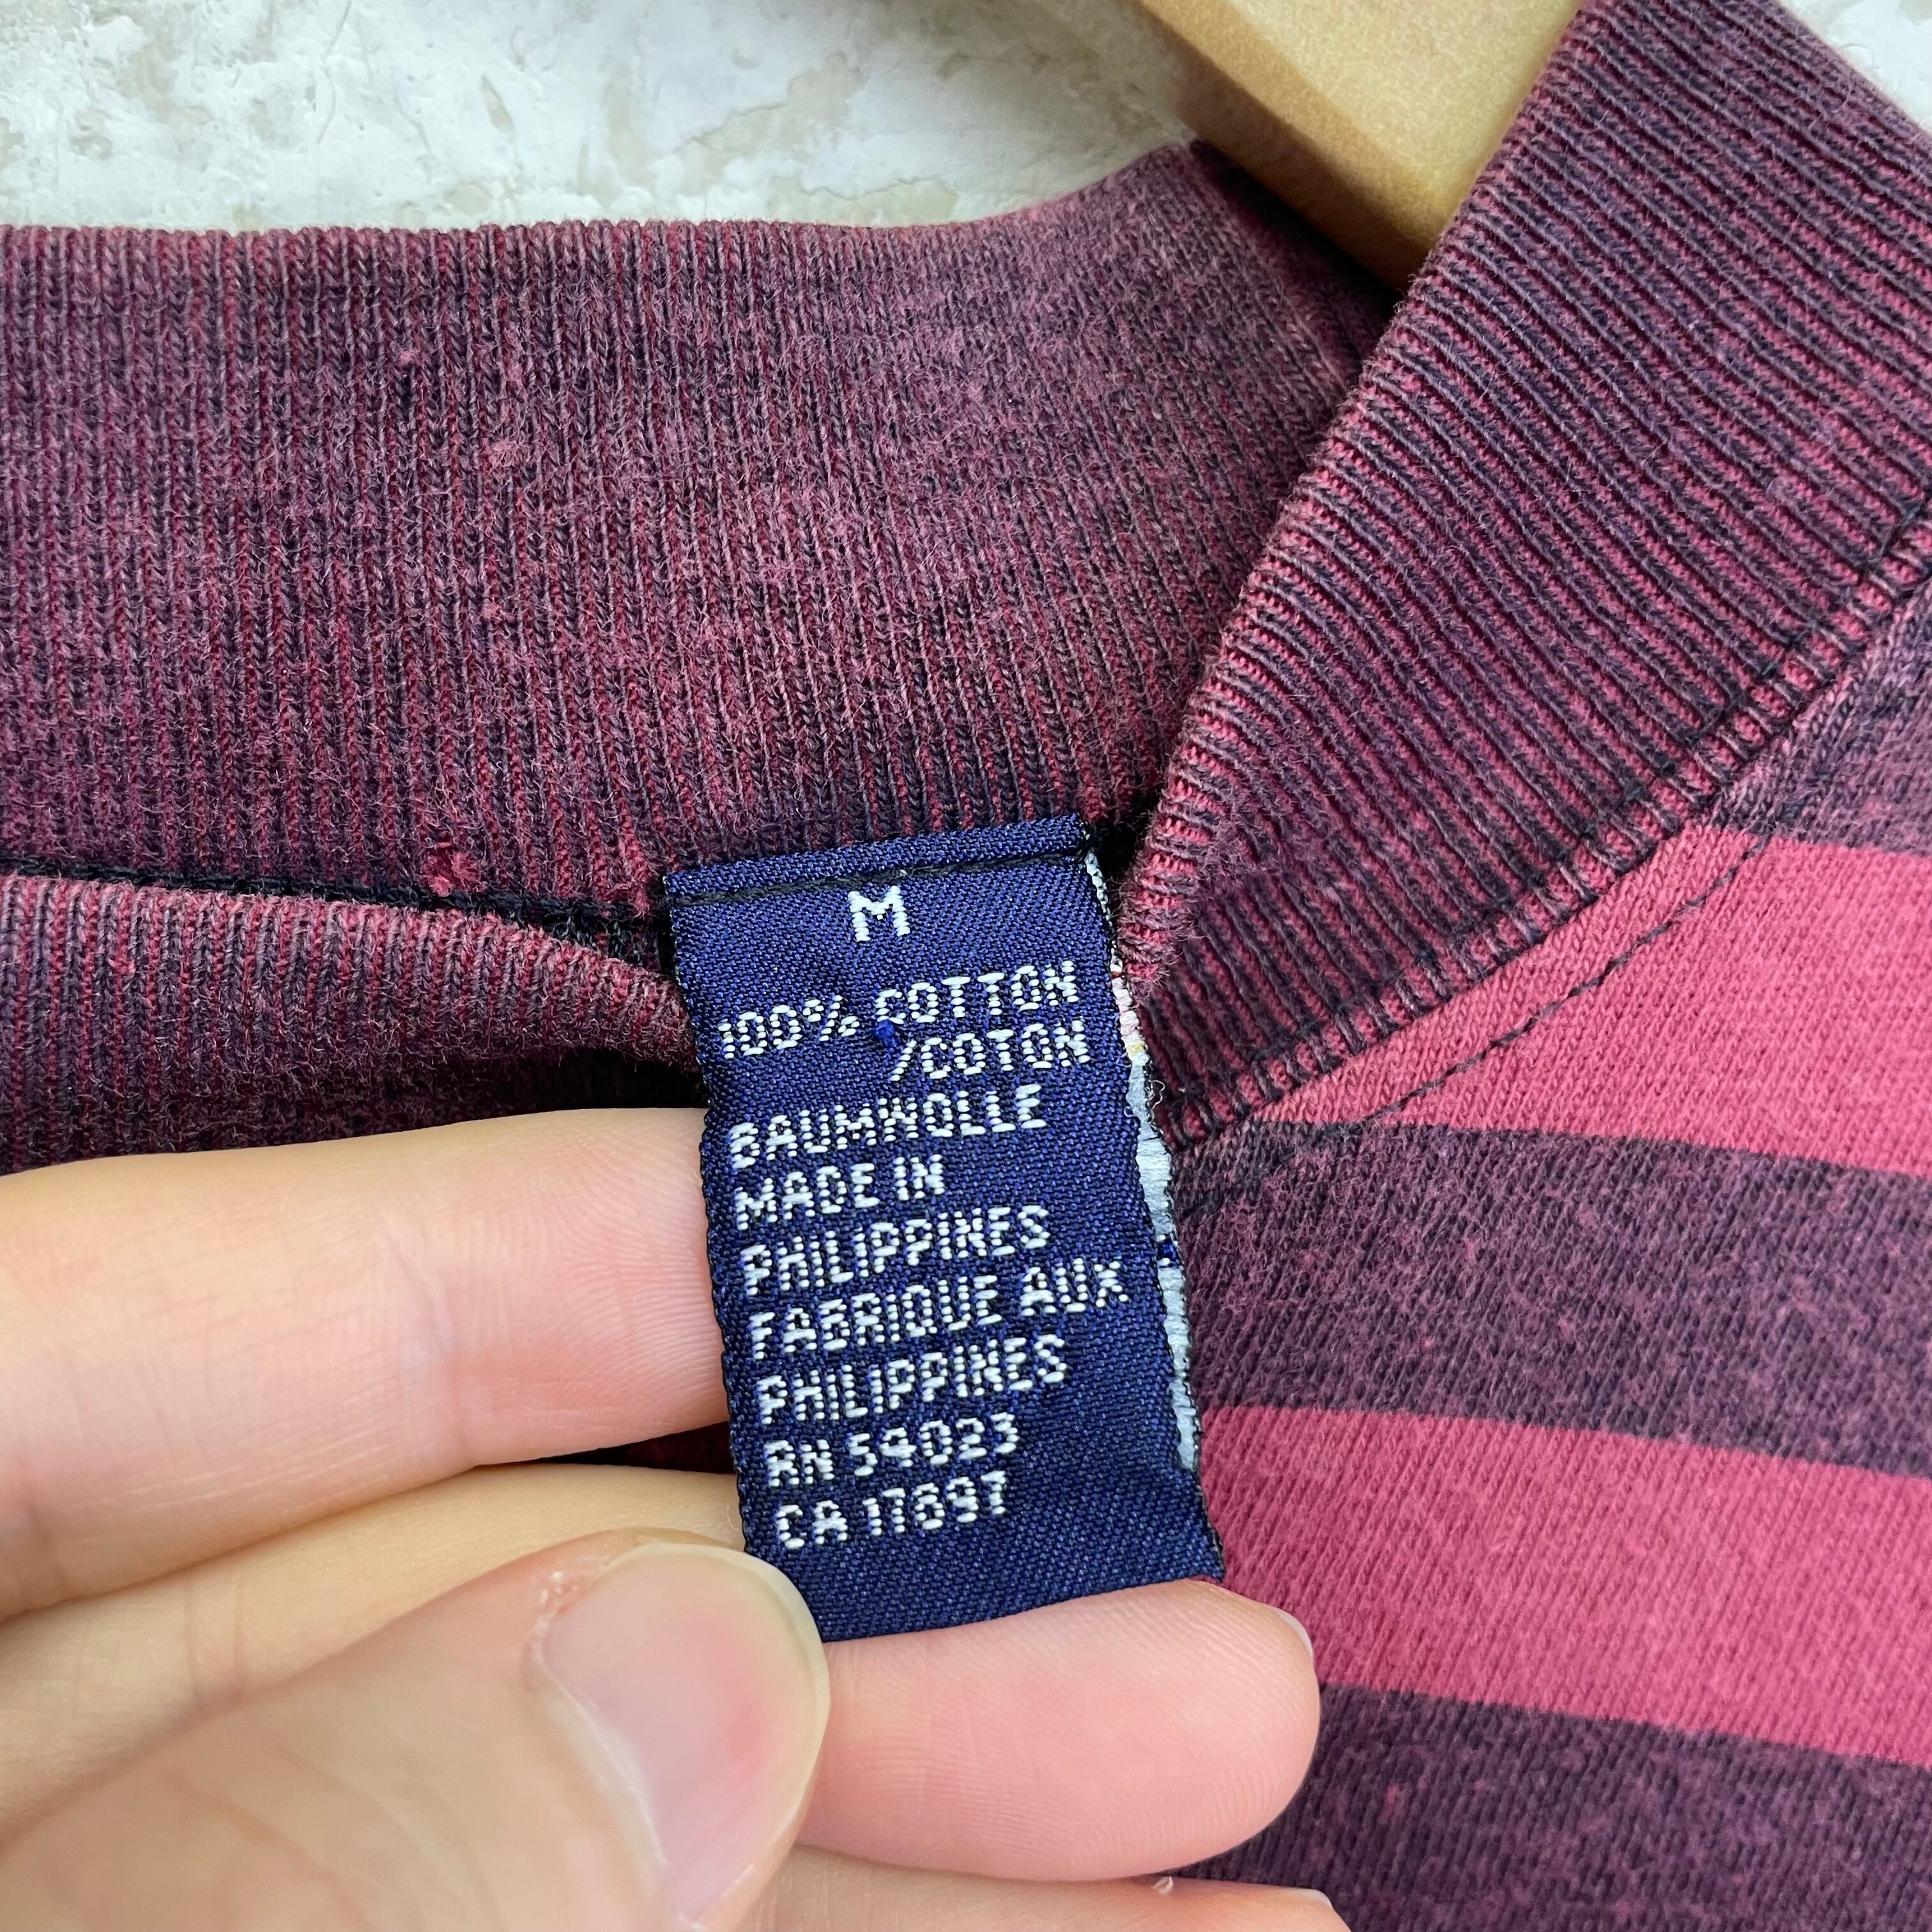 M
100% COTTON
/COTON
BAUMWOLLE
MADE IN
PHILIPPINES
FABRIQUE AUX
PHILIPPINES
RN 54023
CA 17897